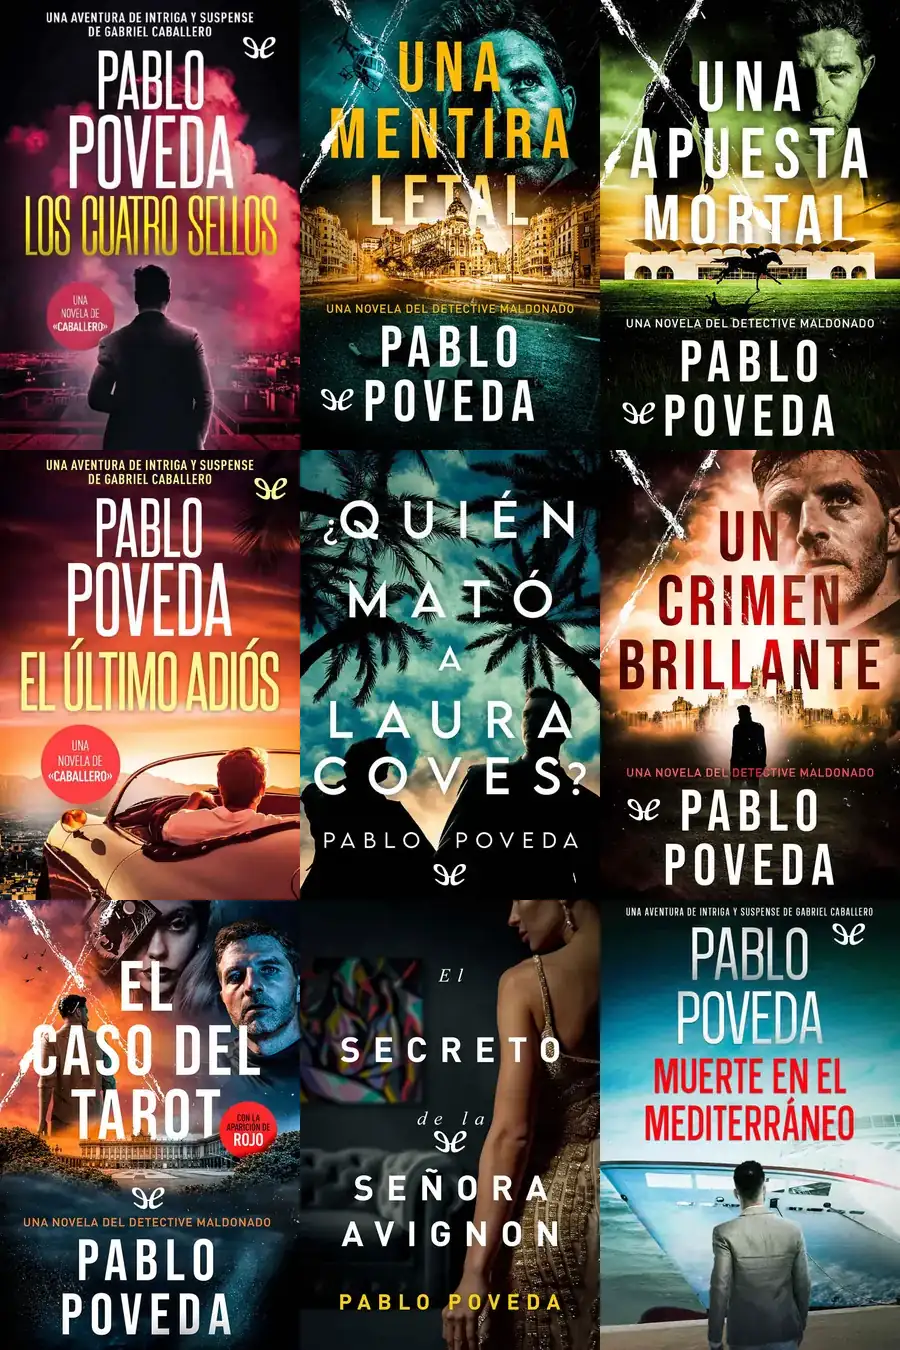 UNA AVENTURA DE INTRIGA Y SUSPENSE
DE GABRIEL CABALLERO
PABLO
POVEDA
LOS CUATRO SELLOS
UNA
NOVELA DE
«CABALLERO»
UNA
MENTIRA
LETAL
UNA NOVELA DEL DETECTIVE MALDONADO
PABLO
POVEDA
UNA
APUESTA
MORTAL
UNA NOVELA DEL DETECTIVE MALDONADO
PABLO
POVEDA
UNA AVENTURA DE INTRIGA Y SUSPENSE
DE GABRIEL CABALLERO
PABLO
POVEDA
EL ÚLTIMO ADIÓS
UNA
NOVELA DE
«CABALLERO»
¿QUIÉN
MATÓ
A
LAURA
COVES?
PABLO POVEDA
UN
CRIMEN
BRILLANTE
UNA NOVELA DEL DETECTIVE MALDONADO
PABLO
POVEDA
EL
CASO DEL
TAROT
CON LA
APARICIÓN DE
ROJO
UNA NOVELA DEL DETECTIVE MALDONADO
PABLO
POVEDA
El
SECRETO
de la
SEÑORA
AVIGNON
PABLO POVEDA
UNA AVENTURA DE INTRIGA Y SUSPENSE DE GABRIEL CABALLERO
PABLO
POVEDA
MUERTE EN EL
MEDITERRÁNEO